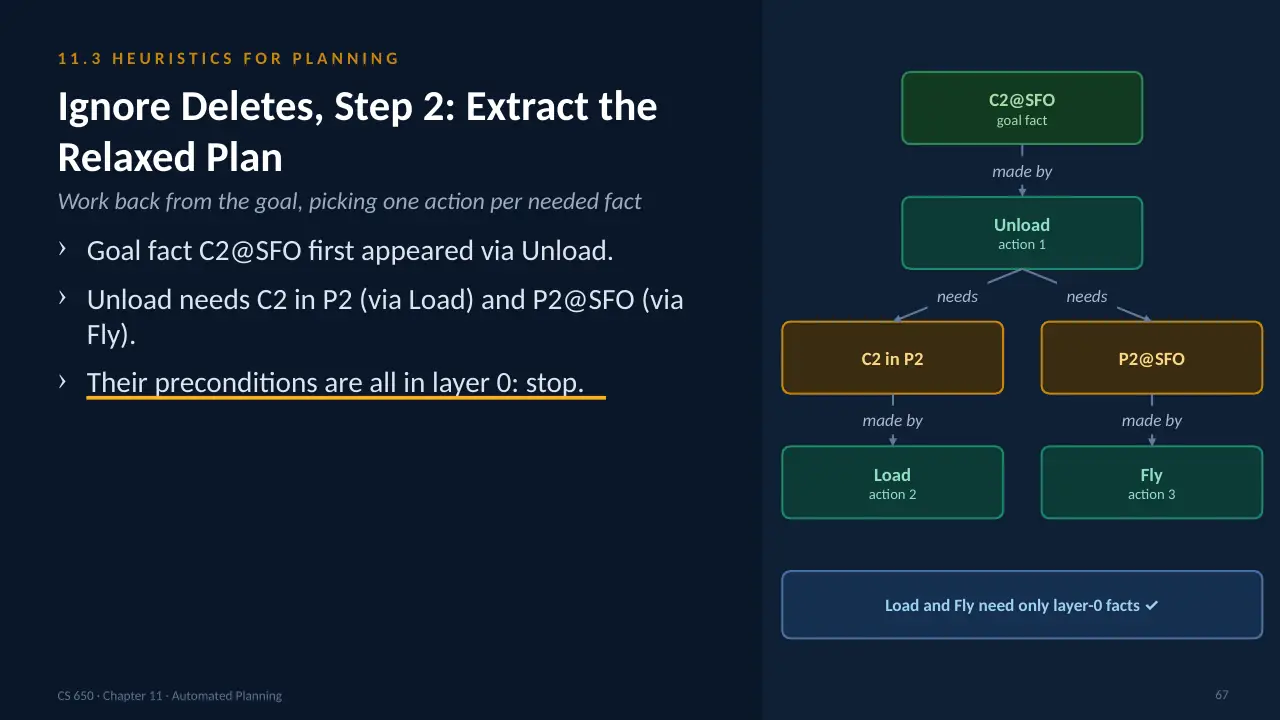 11.3 HEURISTICS FOR PLANNING
Ignore Deletes, Step 2: Extract the
Relaxed Plan
Work back from the goal, picking one action per needed fact
› Goal fact C2@SFO first appeared via Unload.
› Unload needs C2 in P2 (via Load) and P2@SFO (via
Fly).
› Their preconditions are all in layer 0: stop.
C2@SFO
goal fact
made by
Unload
action 1
needs
needs
C2 in P2
P2@SFO
made by
made by
Load
action 2
Fly
action 3
Load and Fly need only layer-0 facts ✓
CS 650 · Chapter 11 · Automated Planning
67